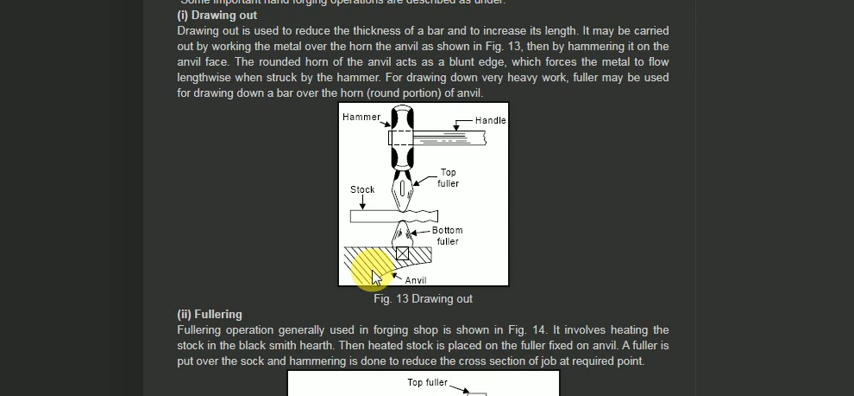 Some important hand forging operations are described as under:
(i) Drawing out
Drawing out is used to reduce the thickness of a bar and to increase its length. It may be carried
out by working the metal over the horn the anvil as shown in Fig. 13, then by hammering it on the
anvil face. The rounded horn of the anvil acts as a blunt edge, which forces the metal to flow
lengthwise when struck by the hammer. For drawing down very heavy work, fuller may be used
for drawing down a bar over the horn (round portion) of anvil.
Hammer
Handle
Top
fuller
Stock
Bottom
fuller
Anvil
Fig. 13 Drawing out
(ii) Fullering
Fullering operation generally used in forging shop is shown in Fig. 14. It involves heating the
stock in the black smith hearth. Then heated stock is placed on the fuller fixed on anvil. A fuller is
put over the sock and hammering is done to reduce the cross section of job at required point.
Top fuller